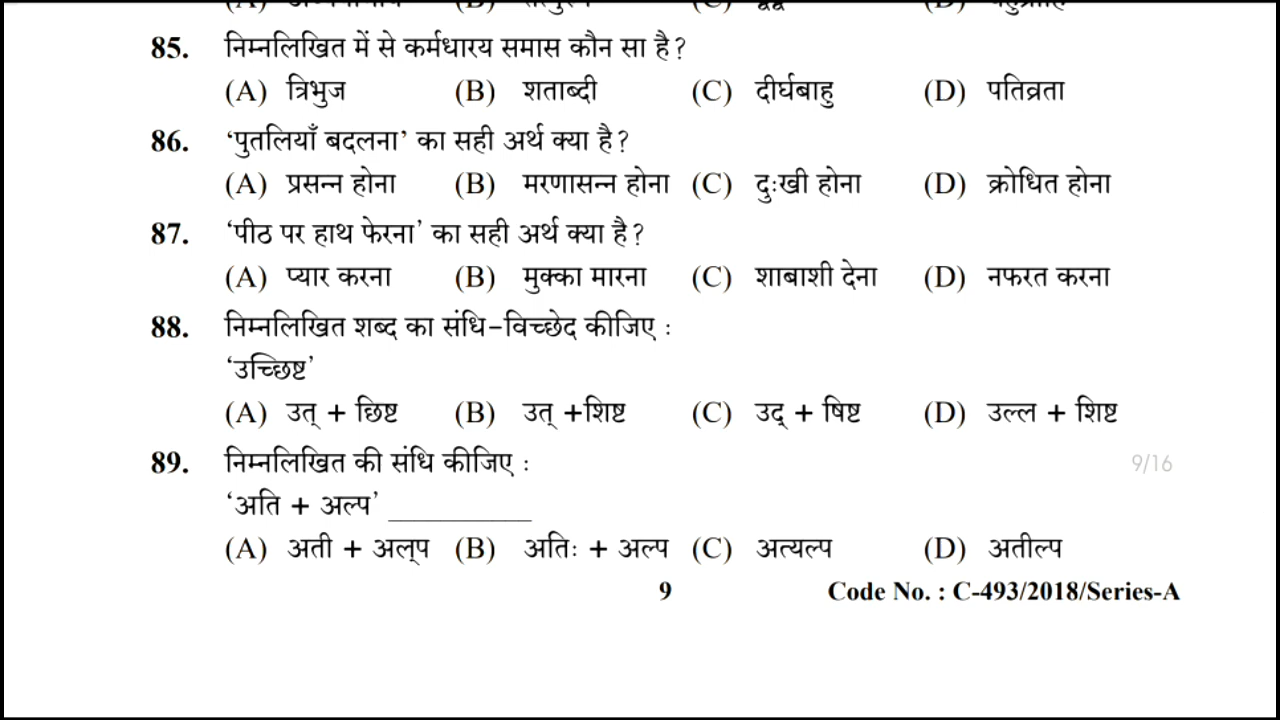 85. निम्नलिखित में से कर्मधारय समास कौन सा है?
(A) त्रिभुज (B) शताब्दी (C) दीर्घबाहु (D) पतिव्रता
86. ‘पुतलियाँ बदलना’ का सही अर्थ क्या है?
(A) प्रसन्न होना (B) मरणासन्न होना (C) दुःखी होना (D) क्रोधित होना
87. ‘पीठ पर हाथ फेरना’ का सही अर्थ क्या है?
(A) प्यार करना (B) मुक्का मारना (C) शाबाशी देना (D) नफरत करना
88. निम्नलिखित शब्द का संधि-विच्छेद कीजिए :
‘उच्छिष्ट’
(A) उत् + छिष्ट (B) उत् +शिष्ट (C) उद् + षिष्ट (D) उल्ल + शिष्ट
89. निम्नलिखित की संधि कीजिए :
9/16
‘अति + अल्प’ __________
(A) अती + अल्‌प (B) अतिः + अल्प (C) अत्यल्प (D) अतील्प
9 Code No. : C-493/2018/Series-A